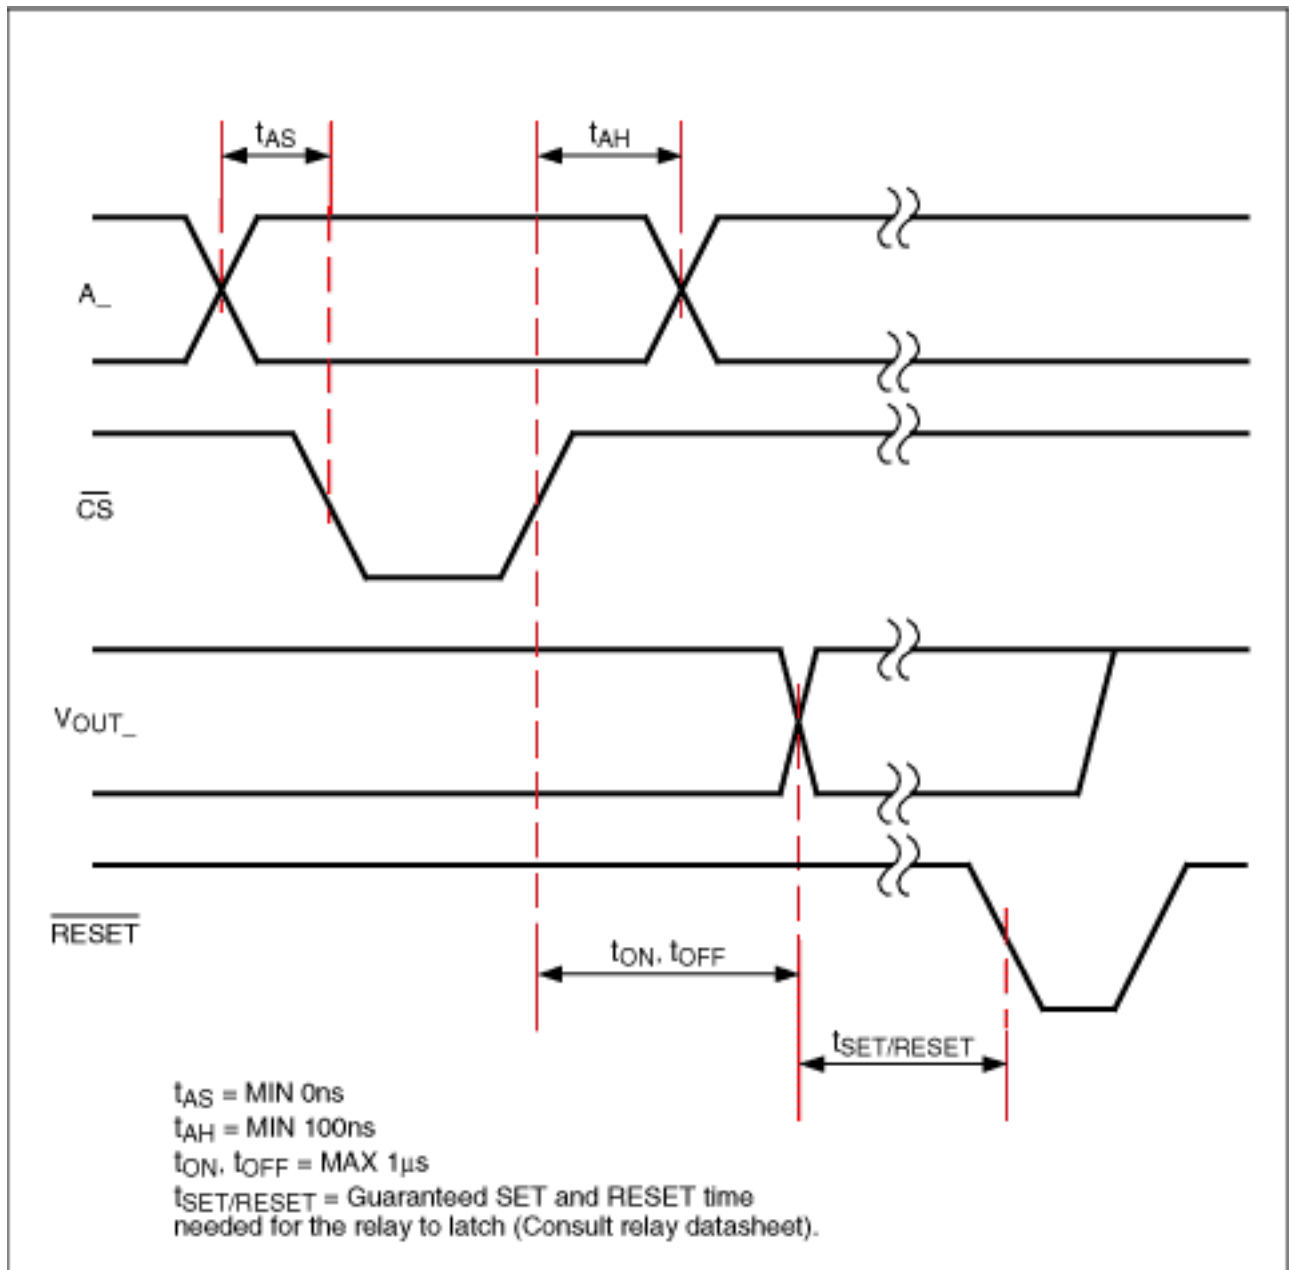 tAS
tAH
A_
CS
VOUT_
RESET
tON, tOFF
tSET/RESET
tAS = MIN 0ns
tAH = MIN 100ns
tON, tOFF = MAX 1µs
tSET/RESET = Guaranteed SET and RESET time
needed for the relay to latch (Consult relay datasheet).